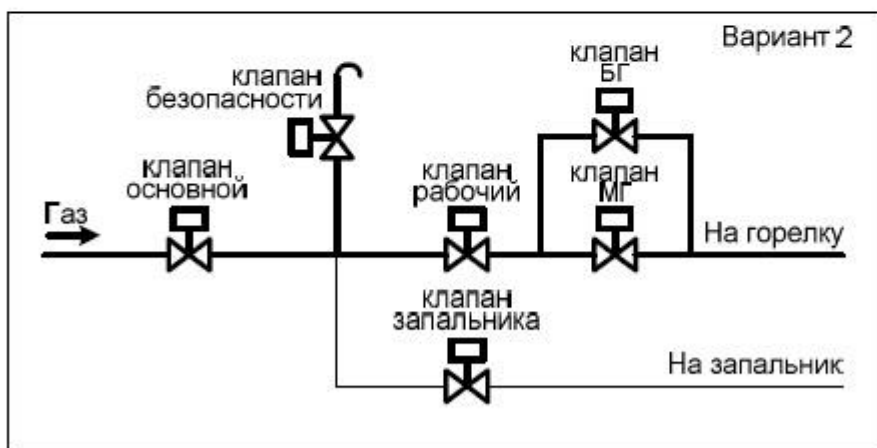 Вариант 2
клапан
безопасности
клапан
БГ
клапан
основной
клапан
рабочий
клапан
МГ
Газ
На горелку
клапан
запальника
На запальник